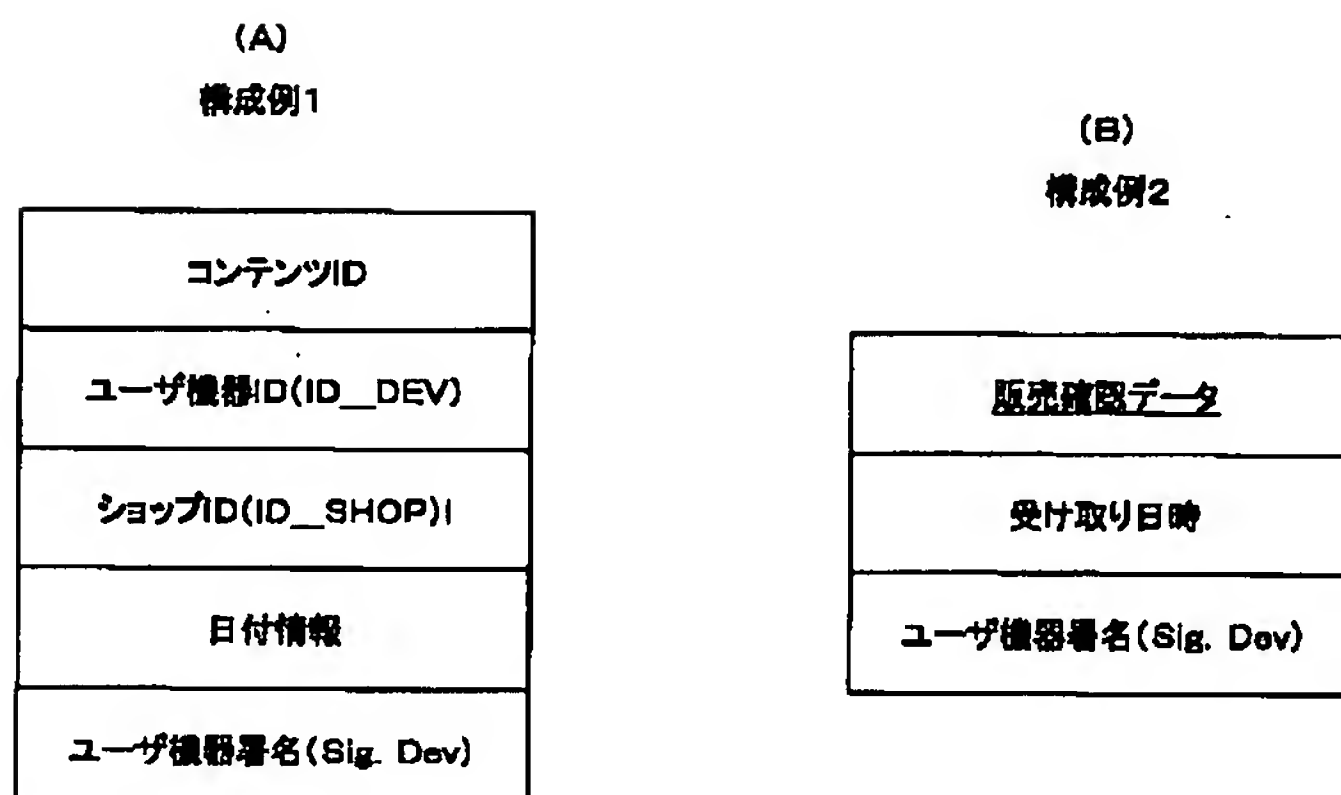 (A)
構成例1
コンテンツID
ユーザ機器ID(ID__DEV)
ショップID(ID__SHOP)I
日付情報
ユーザ機器署名(Sig. Dev)
(B)
構成例2
販売確認データ
受け取り日時
ユーザ機器署名(Sig. Dev)